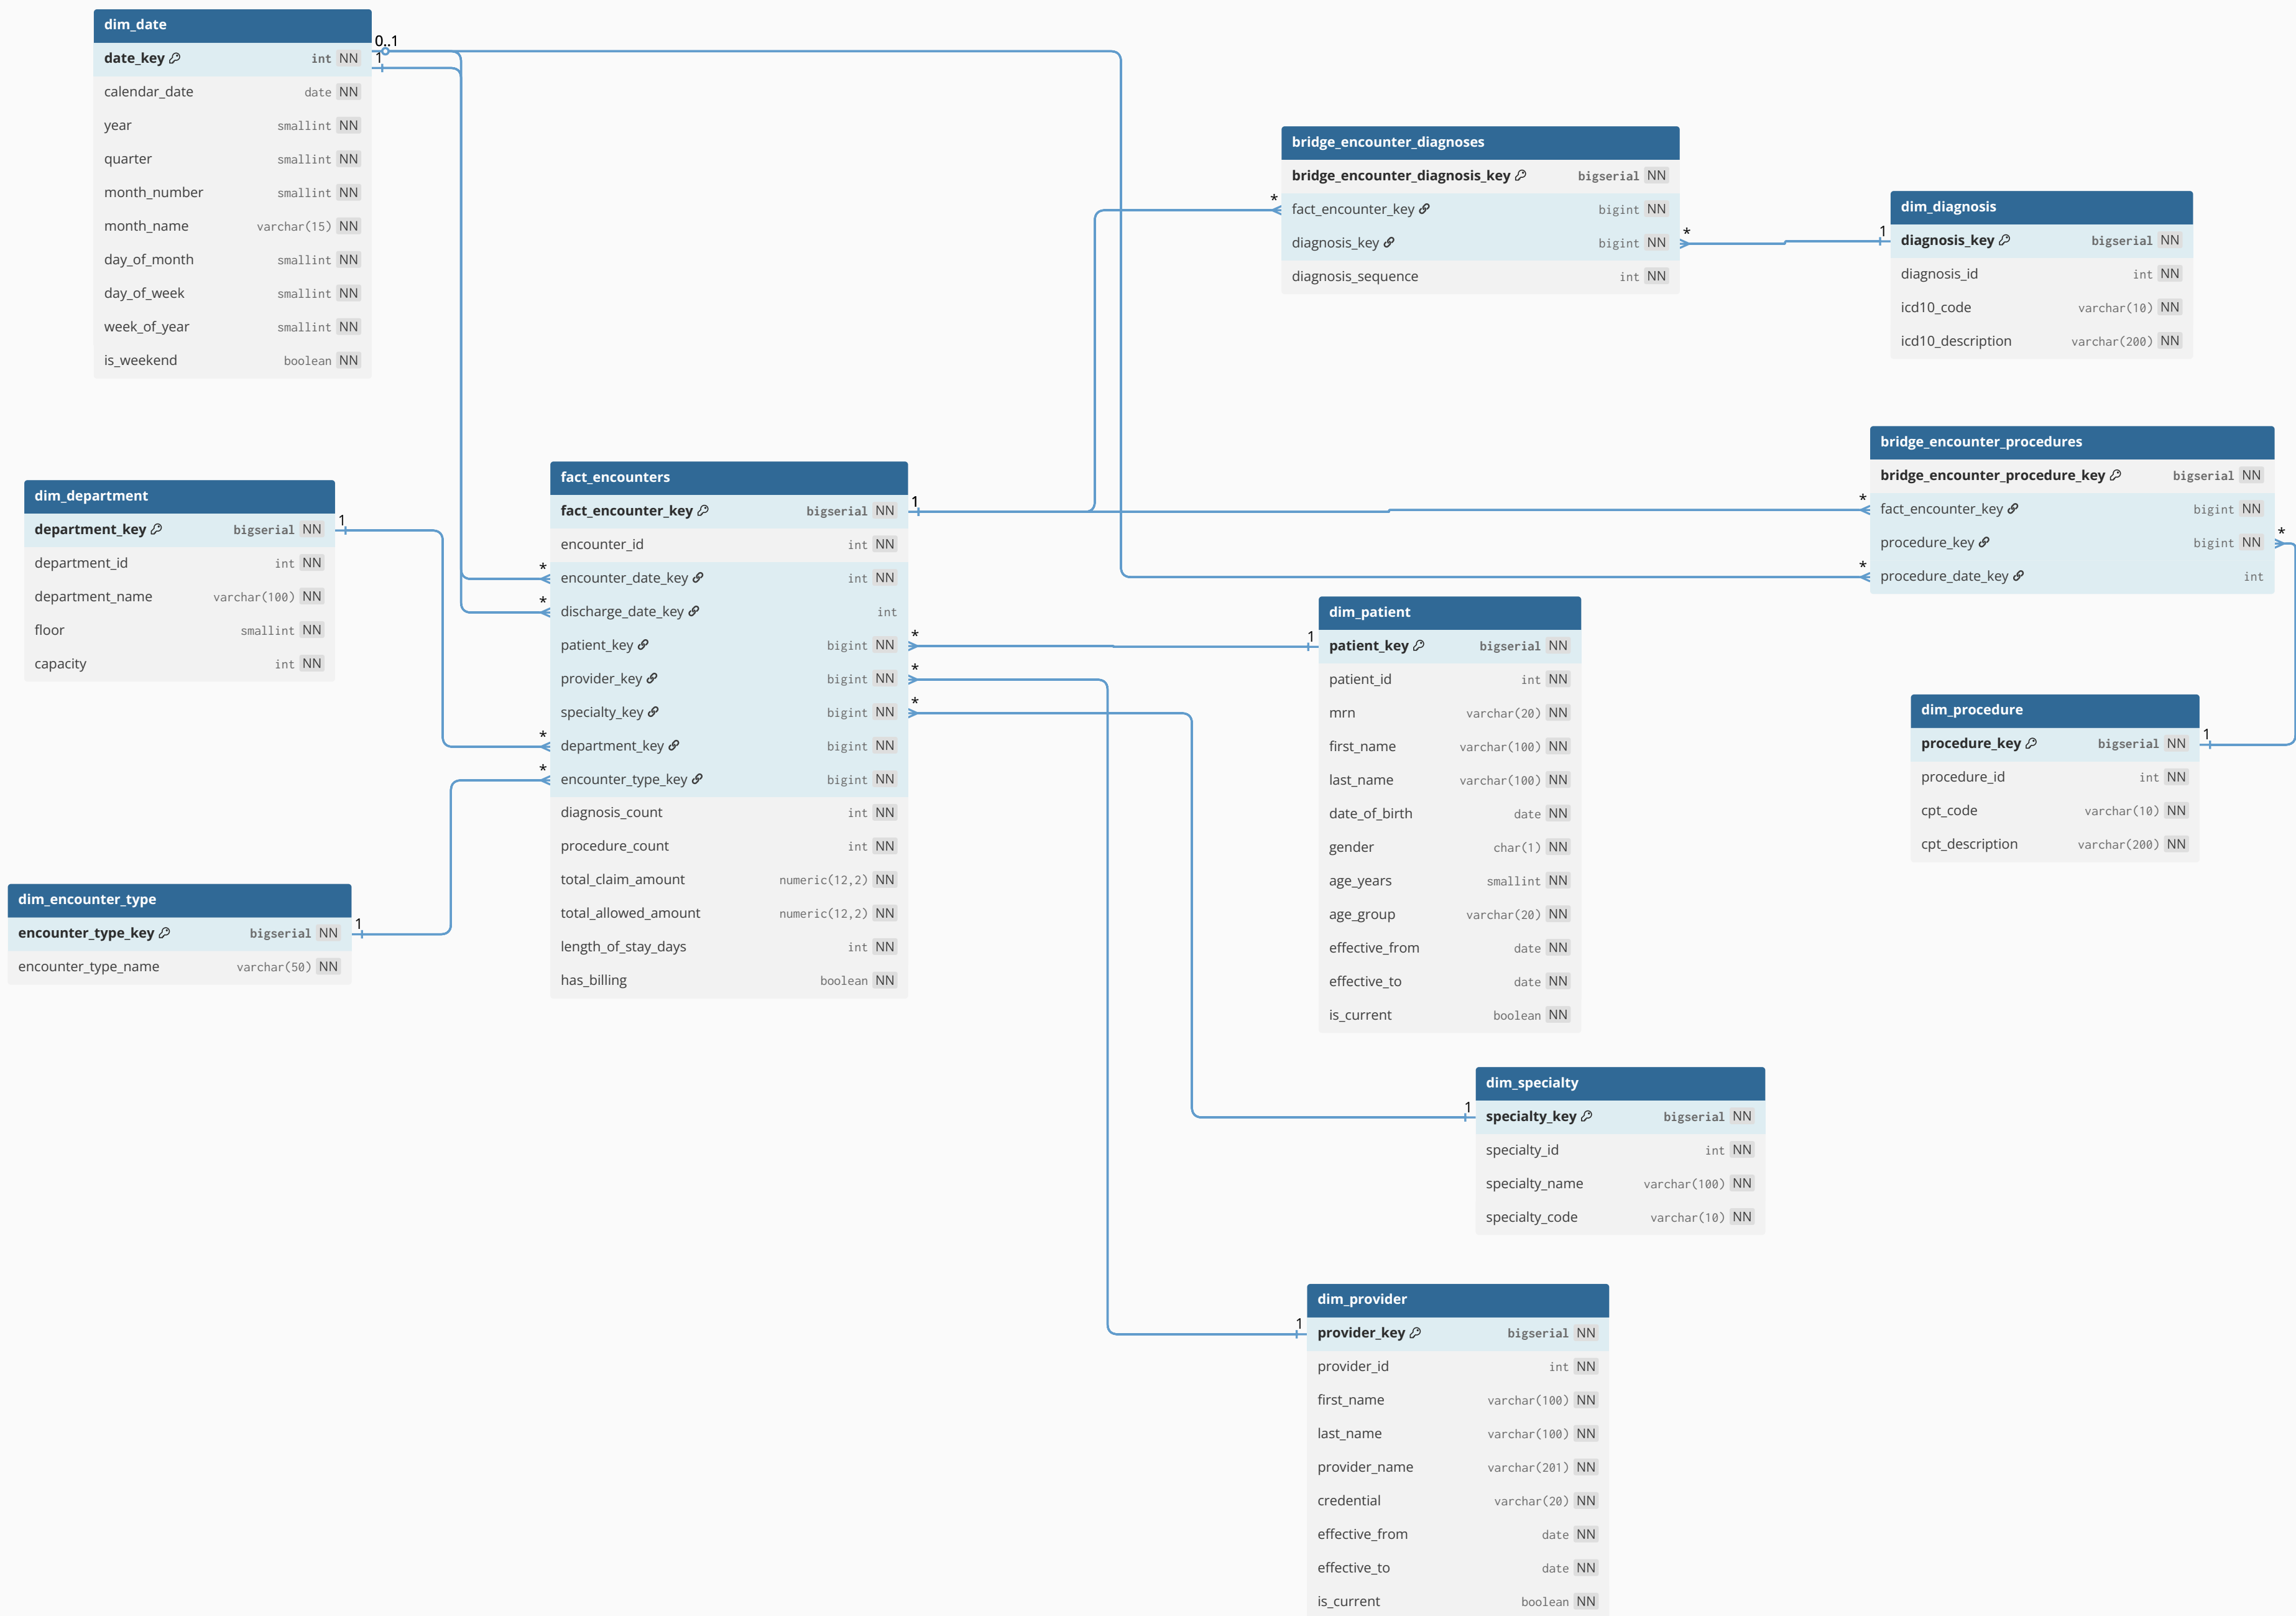 dim_date
0..1
date_key int NN
1
calendar_date date NN
year smallint NN
quarter smallint NN
month_number smallint NN
month_name varchar(15) NN
day_of_month smallint NN
day_of_week smallint NN
week_of_year smallint NN
is_weekend boolean NN
bridge_encounter_diagnoses
bridge_encounter_diagnosis_key bigserial NN
* fact_encounter_key bigint NN
diagnosis_key bigint NN *
diagnosis_sequence int NN
dim_diagnosis
1 diagnosis_key bigserial NN
diagnosis_id int NN
icd10_code varchar(10) NN
icd10_description varchar(200) NN
bridge_encounter_procedures
bridge_encounter_procedure_key bigserial NN
* fact_encounter_key bigint NN
procedure_key bigint NN *
* procedure_date_key int
dim_department
department_key bigserial NN 1
department_id int NN
department_name varchar(100) NN
floor smallint NN
capacity int NN
fact_encounters
fact_encounter_key bigserial NN 1
encounter_id int NN
* encounter_date_key int NN
* discharge_date_key int
patient_key bigint NN *
provider_key bigint NN *
specialty_key bigint NN *
* department_key bigint NN
* encounter_type_key bigint NN
diagnosis_count int NN
procedure_count int NN
total_claim_amount numeric(12,2) NN
total_allowed_amount numeric(12,2) NN
length_of_stay_days int NN
has_billing boolean NN
dim_patient
1 patient_key bigserial NN
patient_id int NN
mrn varchar(20) NN
first_name varchar(100) NN
last_name varchar(100) NN
date_of_birth date NN
gender char(1) NN
age_years smallint NN
age_group varchar(20) NN
effective_from date NN
effective_to date NN
is_current boolean NN
dim_procedure
procedure_key bigserial NN 1
procedure_id int NN
cpt_code varchar(10) NN
cpt_description varchar(200) NN
dim_encounter_type
encounter_type_key bigserial NN 1
encounter_type_name varchar(50) NN
dim_specialty
1 specialty_key bigserial NN
specialty_id int NN
specialty_name varchar(100) NN
specialty_code varchar(10) NN
dim_provider
1 provider_key bigserial NN
provider_id int NN
first_name varchar(100) NN
last_name varchar(100) NN
provider_name varchar(201) NN
credential varchar(20) NN
effective_from date NN
effective_to date NN
is_current boolean NN